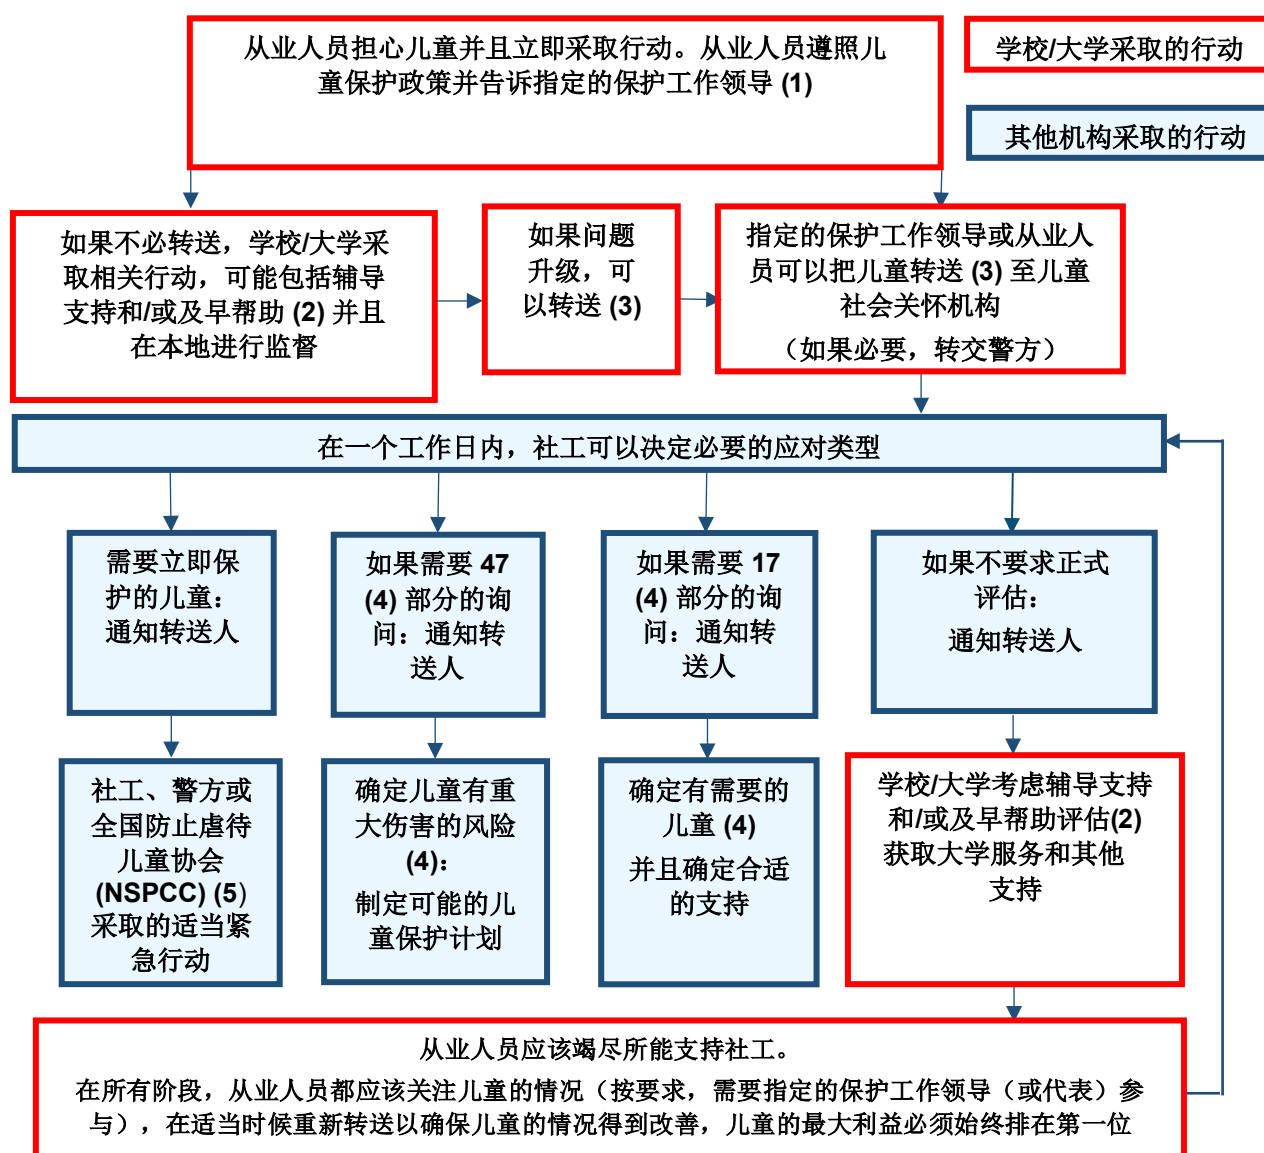 从业人员担心儿童并且立即采取行动。从业人员遵照儿
童保护政策并告诉指定的保护工作领导 (1)
学校/大学采取的行动
其他机构采取的行动
如果不必转送，学校/大学采
取相关行动，可能包括辅导
支持和/或及早帮助 (2) 并且
在本地进行监督
如果问题
升级，可
以转送 (3)
指定的保护工作领导或从业人
员可以把儿童转送 (3) 至儿童
社会关怀机构
（如果必要，转交警方）
在一个工作日内，社工可以决定必要的应对类型
需要立即保
护的儿童：
通知转送人
如果需要 47
(4) 部分的询
问：通知转
送人
如果需要 17
(4) 部分的询
问：通知转
送人
如果不要求正式
评估：
通知转送人
社工、警方或
全国防止虐待
儿童协会
(NSPCC) (5）
采取的适当紧
急行动
确定儿童有重
大伤害的风险
(4)：
制定可能的儿
童保护计划
确定有需要的
儿童 (4)
并且确定合适
的支持
学校/大学考虑辅导支持
和/或及早帮助评估(2)
获取大学服务和其他
支持
从业人员应该竭尽所能支持社工。
在所有阶段，从业人员都应该关注儿童的情况（按要求，需要指定的保护工作领导（或代表）参
与），在适当时候重新转送以确保儿童的情况得到改善，儿童的最大利益必须始终排在第一位